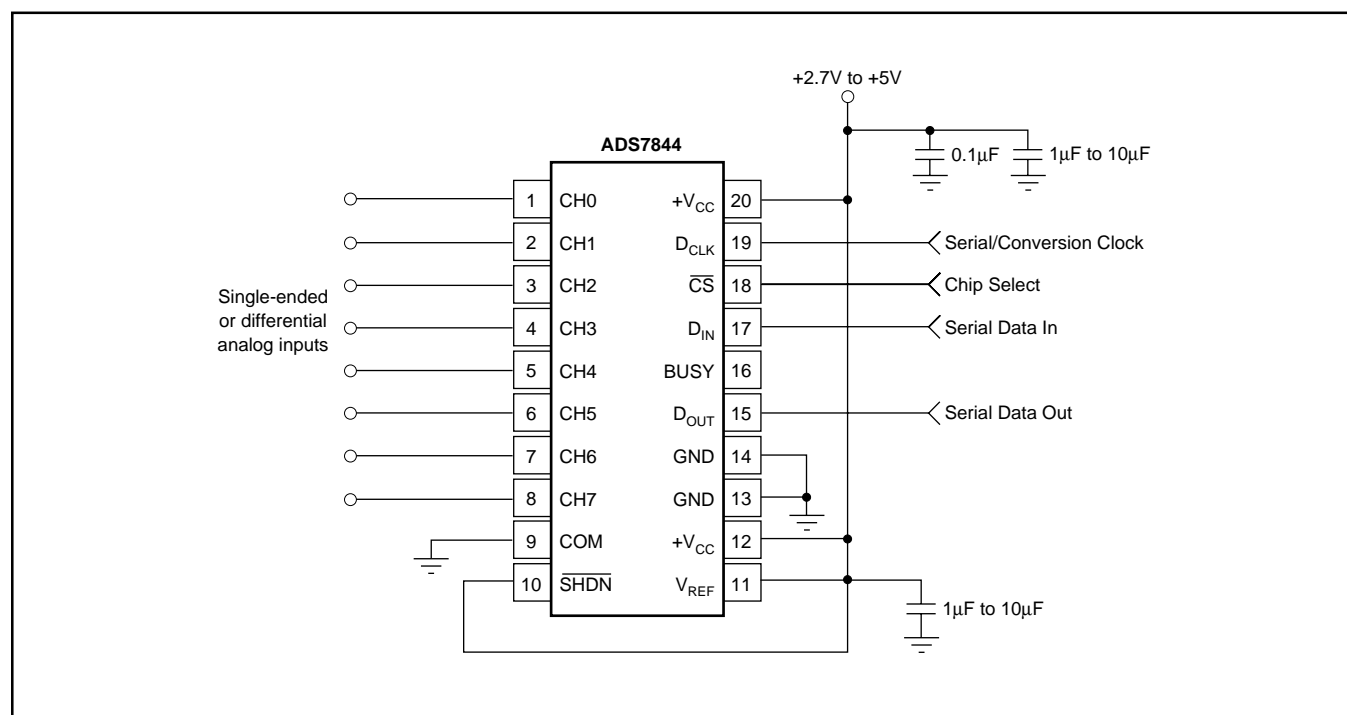 +2.7V to +5V
ADS7844
0.1μF
1μF to 10μF
Single-ended
or differential
analog inputs
1 CH0 +VCC 20
2 CH1 DCLK 19 Serial/Conversion Clock
3 CH2 CS 18 Chip Select
4 CH3 DIN 17 Serial Data In
5 CH4 BUSY 16
6 CH5 DOUT 15 Serial Data Out
7 CH6 GND 14
8 CH7 GND 13
9 COM +VCC 12
10 SHDN VREF 11
1μF to 10μF